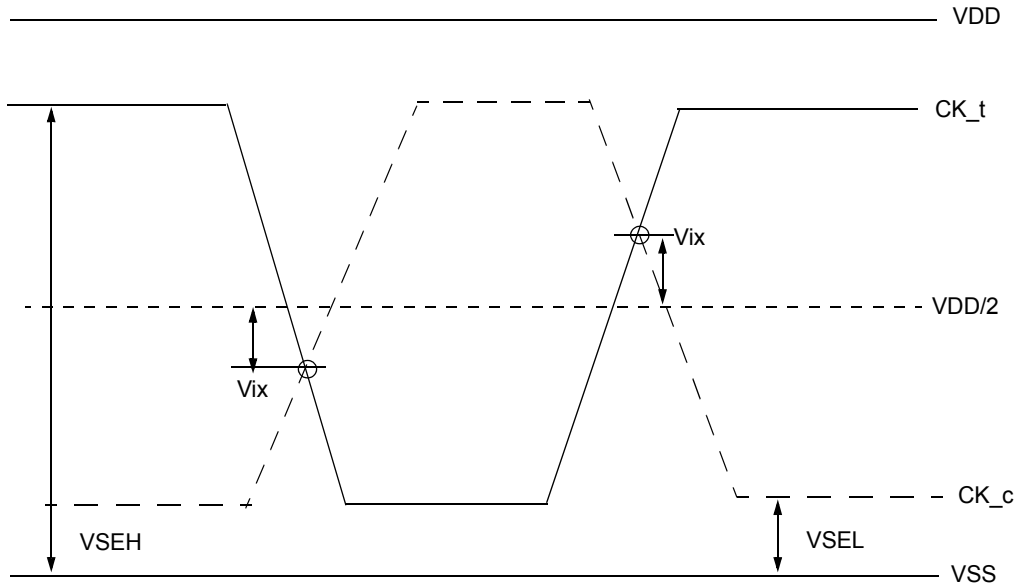 VDD
CK_t
Vix
VDD/2
Vix
CK_c
VSEH
VSEL
VSS